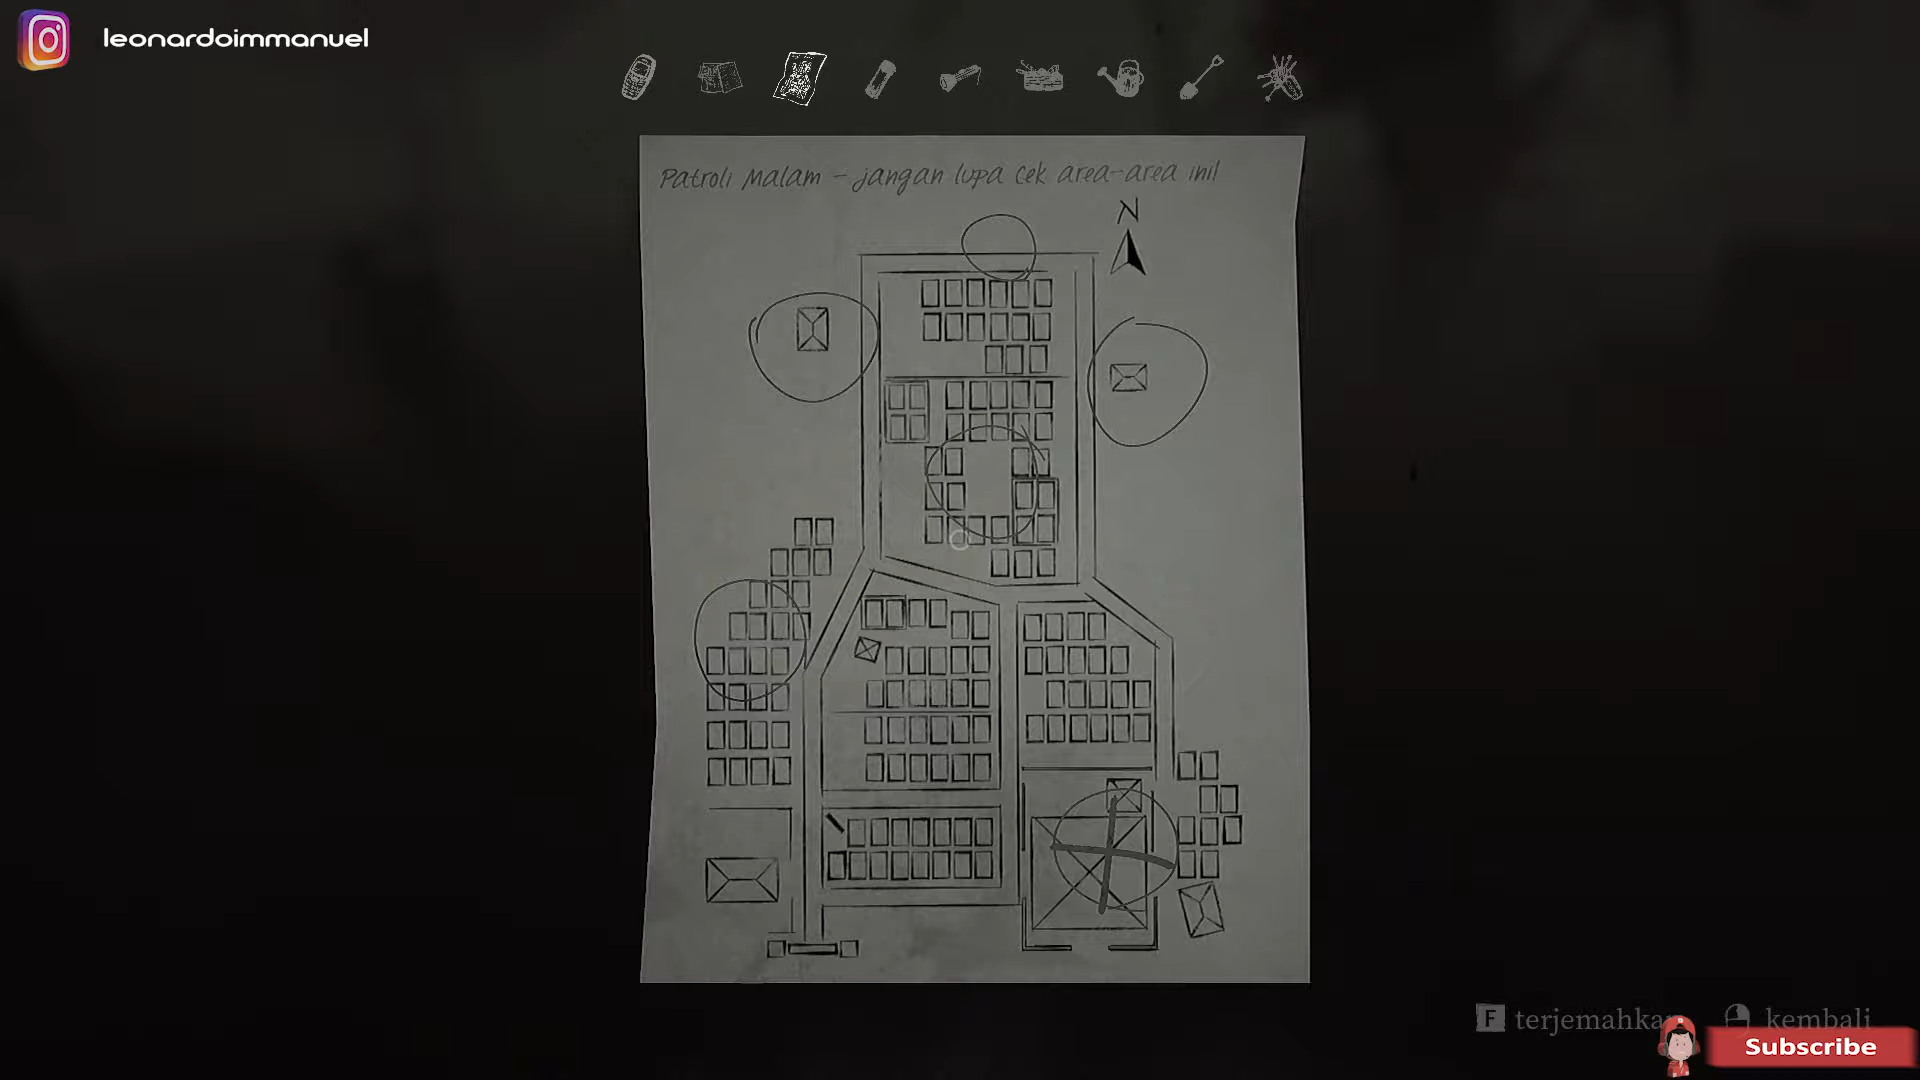 leonardoimmanuel
Patroli Malam - jangan lupa cek area-area ini!
N
F terjemahkan
kembali
Subscribe